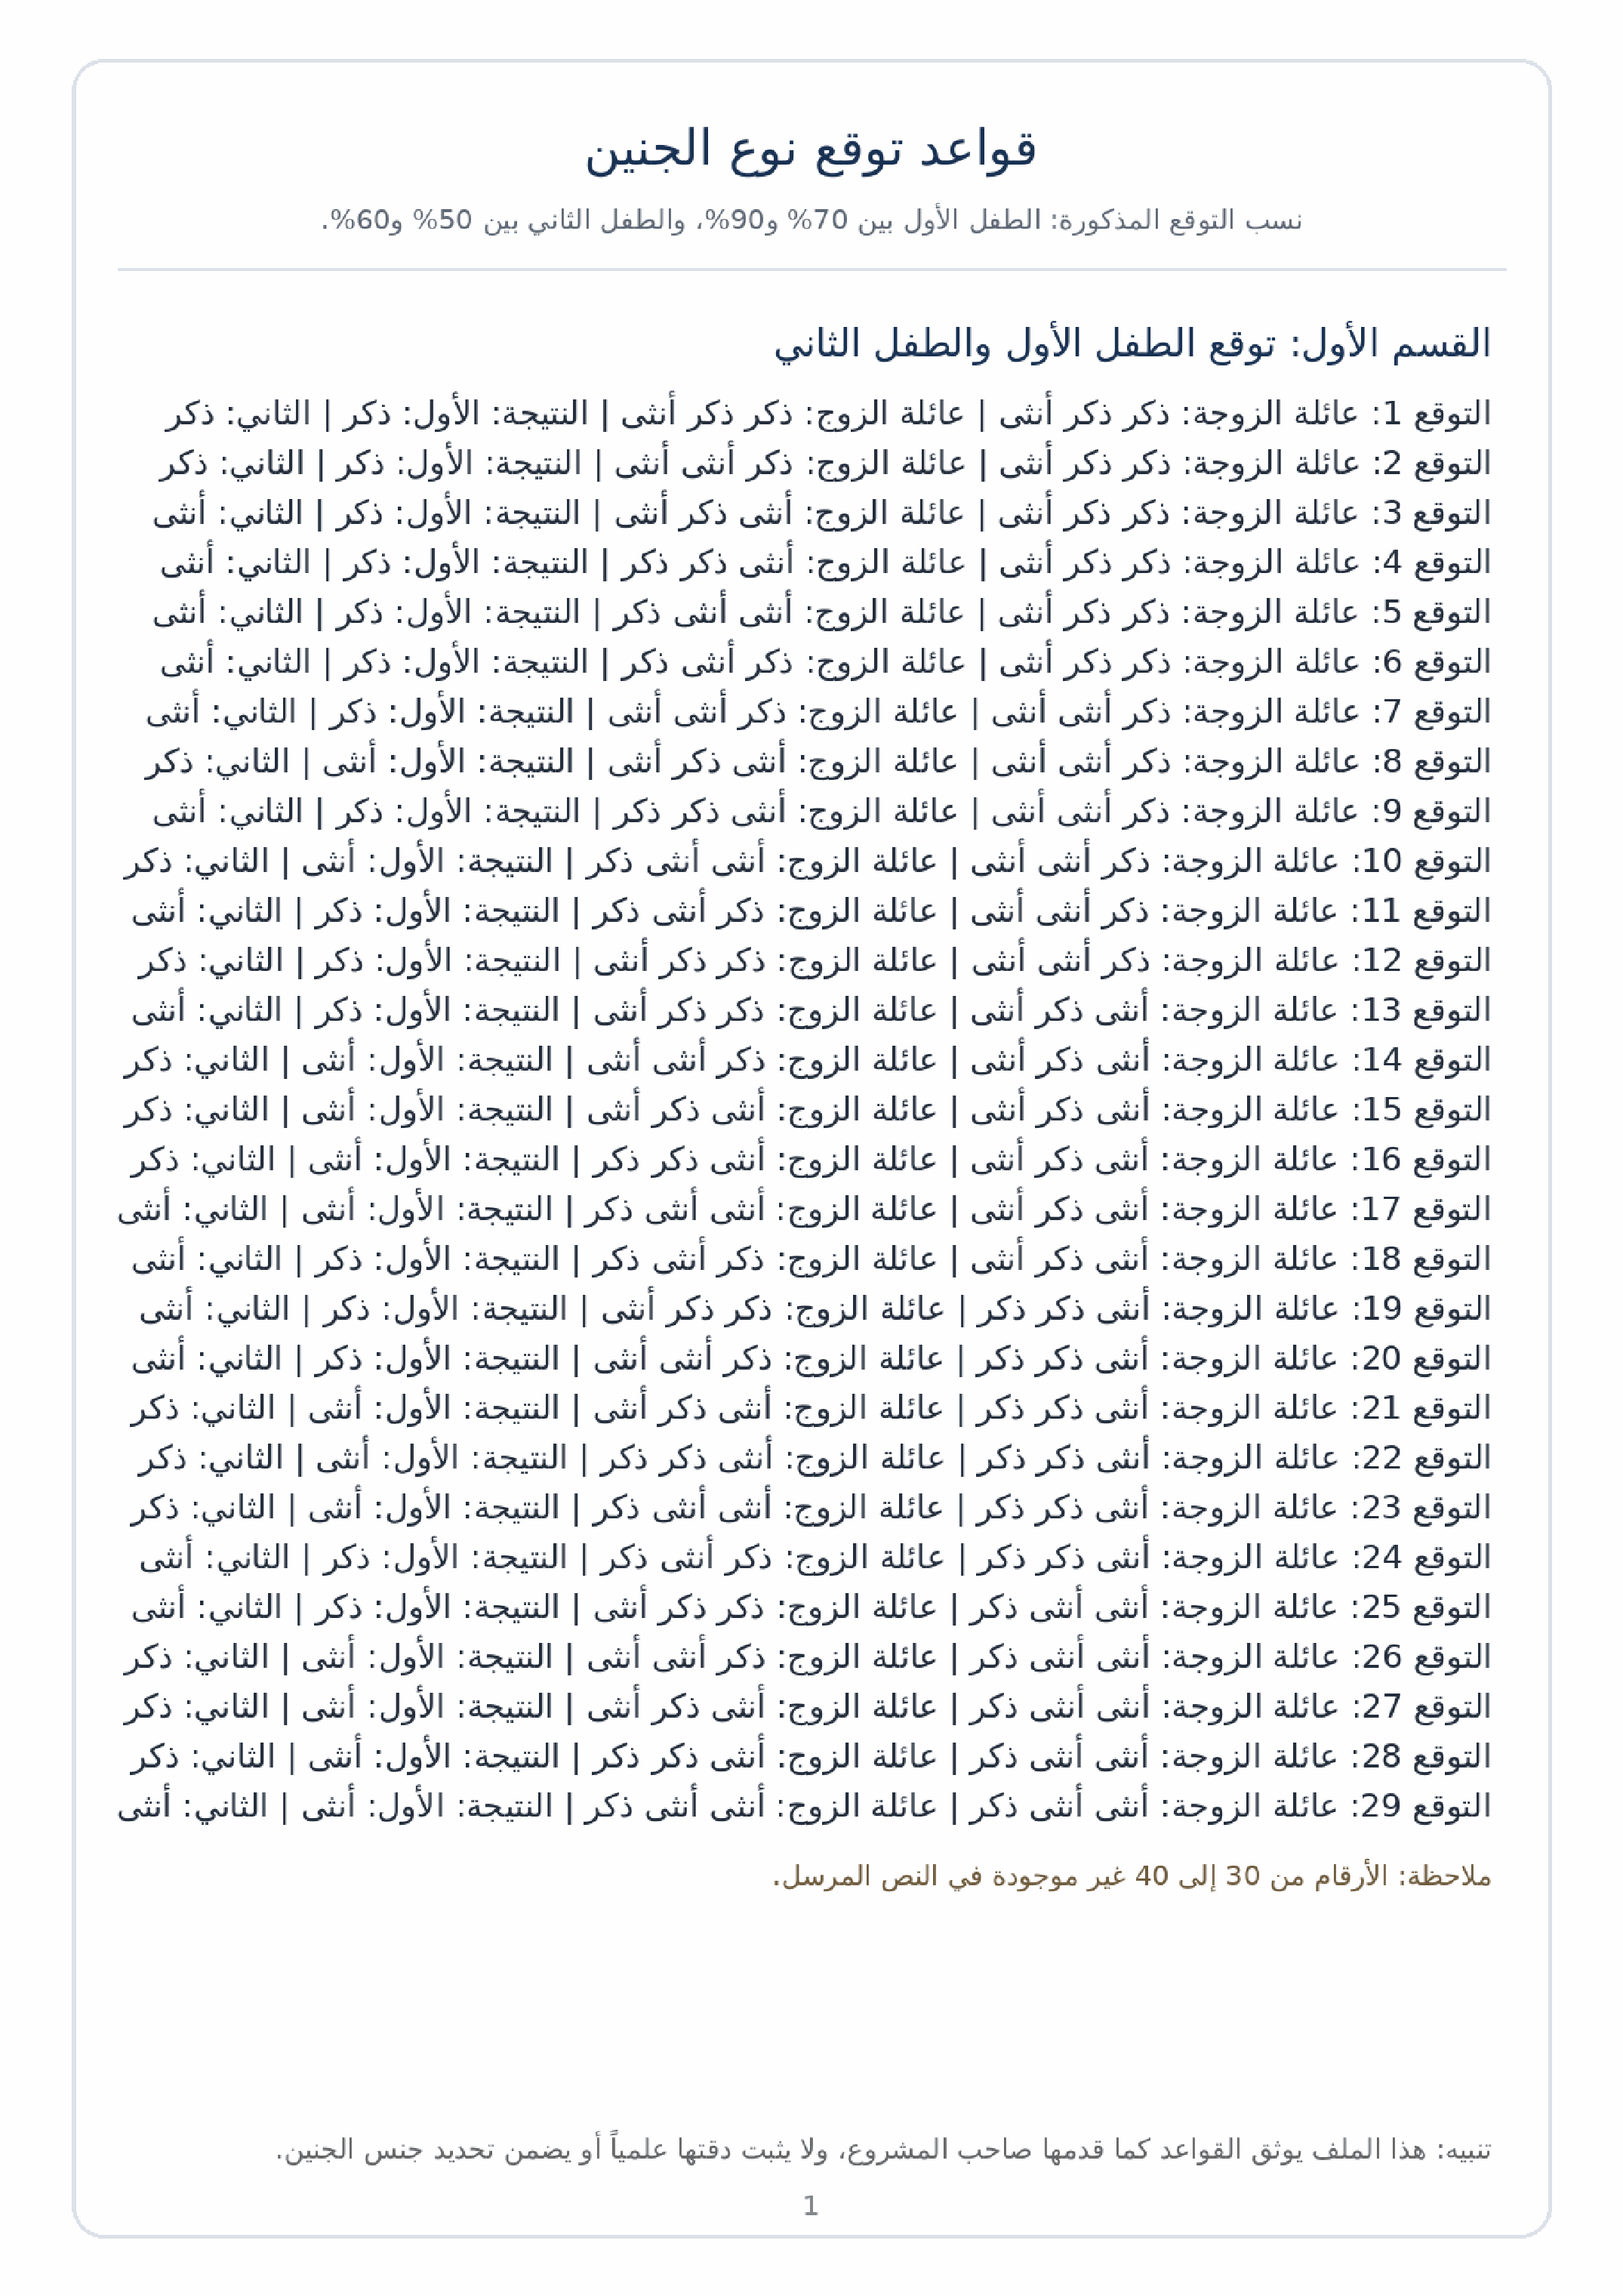 قواعد توقع نوع الجنين
نسب التوقع المذكورة: الطفل الأول بين 70% و90%، والطفل الثاني بين 50% و60%.
القسم الأول: توقع الطفل الأول والطفل الثاني
التوقع 1: عائلة الزوجة: ذكر ذكر أنثى | عائلة الزوج: ذكر ذكر أنثى | النتيجة: الأول: ذكر | الثاني: ذكر
التوقع 2: عائلة الزوجة: ذكر ذكر أنثى | عائلة الزوج: ذكر أنثى أنثى | النتيجة: الأول: ذكر | الثاني: ذكر
التوقع 3: عائلة الزوجة: ذكر ذكر أنثى | عائلة الزوج: أنثى ذكر أنثى | النتيجة: الأول: ذكر | الثاني: أنثى
التوقع 4: عائلة الزوجة: ذكر ذكر أنثى | عائلة الزوج: أنثى ذكر ذكر | النتيجة: الأول: ذكر | الثاني: أنثى
التوقع 5: عائلة الزوجة: ذكر ذكر أنثى | عائلة الزوج: أنثى أنثى ذكر | النتيجة: الأول: ذكر | الثاني: أنثى
التوقع 6: عائلة الزوجة: ذكر ذكر أنثى | عائلة الزوج: ذكر أنثى ذكر | النتيجة: الأول: ذكر | الثاني: أنثى
التوقع 7: عائلة الزوجة: ذكر أنثى أنثى | عائلة الزوج: ذكر أنثى أنثى | النتيجة: الأول: ذكر | الثاني: أنثى
التوقع 8: عائلة الزوجة: ذكر أنثى أنثى | عائلة الزوج: أنثى ذكر أنثى | النتيجة: الأول: أنثى | الثاني: ذكر
التوقع 9: عائلة الزوجة: ذكر أنثى أنثى | عائلة الزوج: أنثى ذكر ذكر | النتيجة: الأول: ذكر | الثاني: أنثى
التوقع 10: عائلة الزوجة: ذكر أنثى أنثى | عائلة الزوج: أنثى أنثى ذكر | النتيجة: الأول: أنثى | الثاني: ذكر
التوقع 11: عائلة الزوجة: ذكر أنثى أنثى | عائلة الزوج: ذكر أنثى ذكر | النتيجة: الأول: ذكر | الثاني: أنثى
التوقع 12: عائلة الزوجة: ذكر أنثى أنثى | عائلة الزوج: ذكر ذكر أنثى | النتيجة: الأول: ذكر | الثاني: ذكر
التوقع 13: عائلة الزوجة: أنثى ذكر أنثى | عائلة الزوج: ذكر ذكر أنثى | النتيجة: الأول: ذكر | الثاني: أنثى
التوقع 14: عائلة الزوجة: أنثى ذكر أنثى | عائلة الزوج: ذكر أنثى أنثى | النتيجة: الأول: أنثى | الثاني: ذكر
التوقع 15: عائلة الزوجة: أنثى ذكر أنثى | عائلة الزوج: أنثى ذكر أنثى | النتيجة: الأول: أنثى | الثاني: ذكر
التوقع 16: عائلة الزوجة: أنثى ذكر أنثى | عائلة الزوج: أنثى ذكر ذكر | النتيجة: الأول: أنثى | الثاني: ذكر
التوقع 17: عائلة الزوجة: أنثى ذكر أنثى | عائلة الزوج: أنثى أنثى ذكر | النتيجة: الأول: أنثى | الثاني: أنثى
التوقع 18: عائلة الزوجة: أنثى ذكر أنثى | عائلة الزوج: ذكر أنثى ذكر | النتيجة: الأول: ذكر | الثاني: أنثى
التوقع 19: عائلة الزوجة: أنثى ذكر ذكر | عائلة الزوج: ذكر ذكر أنثى | النتيجة: الأول: ذكر | الثاني: أنثى
التوقع 20: عائلة الزوجة: أنثى ذكر ذكر | عائلة الزوج: ذكر أنثى أنثى | النتيجة: الأول: ذكر | الثاني: أنثى
التوقع 21: عائلة الزوجة: أنثى ذكر ذكر | عائلة الزوج: أنثى ذكر أنثى | النتيجة: الأول: أنثى | الثاني: ذكر
التوقع 22: عائلة الزوجة: أنثى ذكر ذكر | عائلة الزوج: أنثى ذكر ذكر | النتيجة: الأول: أنثى | الثاني: ذكر
التوقع 23: عائلة الزوجة: أنثى ذكر ذكر | عائلة الزوج: أنثى أنثى ذكر | النتيجة: الأول: أنثى | الثاني: ذكر
التوقع 24: عائلة الزوجة: أنثى ذكر ذكر | عائلة الزوج: ذكر أنثى ذكر | النتيجة: الأول: ذكر | الثاني: أنثى
التوقع 25: عائلة الزوجة: أنثى أنثى ذكر | عائلة الزوج: ذكر ذكر أنثى | النتيجة: الأول: ذكر | الثاني: أنثى
التوقع 26: عائلة الزوجة: أنثى أنثى ذكر | عائلة الزوج: ذكر أنثى أنثى | النتيجة: الأول: أنثى | الثاني: ذكر
التوقع 27: عائلة الزوجة: أنثى أنثى ذكر | عائلة الزوج: أنثى ذكر أنثى | النتيجة: الأول: أنثى | الثاني: ذكر
التوقع 28: عائلة الزوجة: أنثى أنثى ذكر | عائلة الزوج: أنثى ذكر ذكر | النتيجة: الأول: أنثى | الثاني: ذكر
التوقع 29: عائلة الزوجة: أنثى أنثى ذكر | عائلة الزوج: أنثى أنثى ذكر | النتيجة: الأول: أنثى | الثاني: أنثى
ملاحظة: الأرقام من 30 إلى 40 غير موجودة في النص المرسل.
تنبيه: هذا الملف يوثق القواعد كما قدمها صاحب المشروع، ولا يثبت دقتها علمياً أو يضمن تحديد جنس الجنين.
1